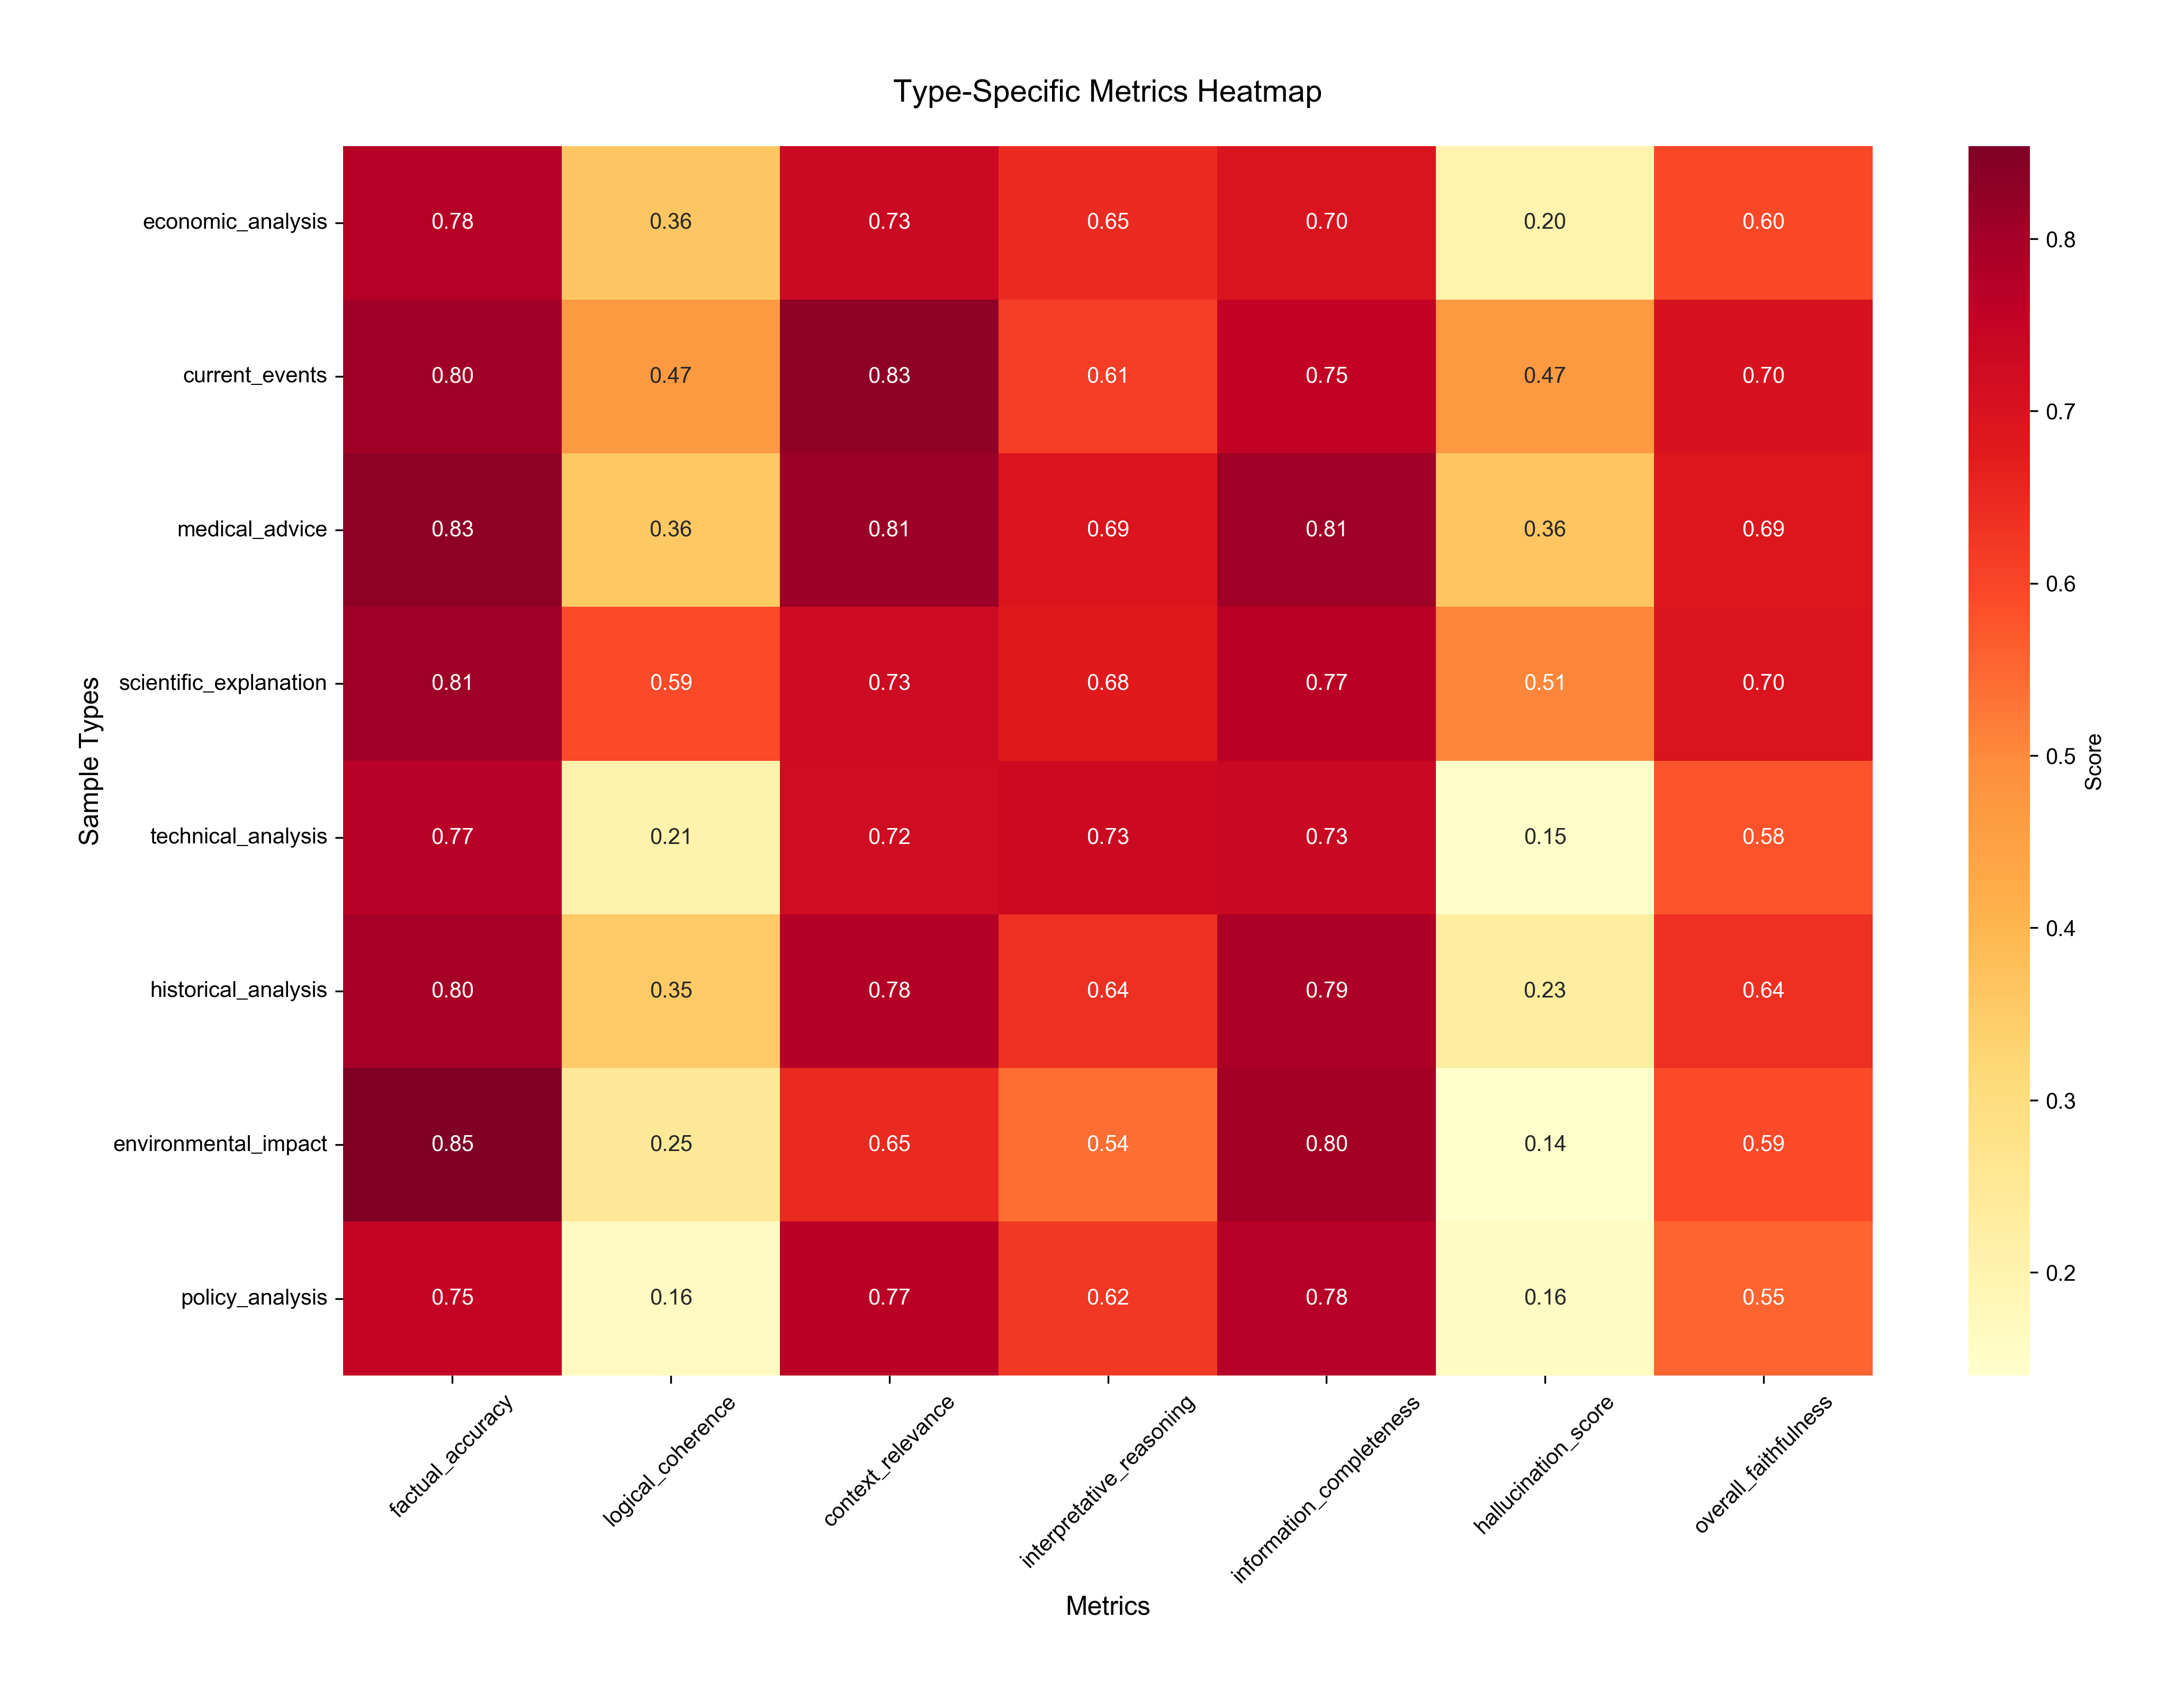 Type-Specific Metrics Heatmap
economic_analysis 0.78 0.36 0.73 0.65 0.70 0.20 0.60
current_events 0.80 0.47 0.83 0.61 0.75 0.47 0.70
medical_advice 0.83 0.36 0.81 0.69 0.81 0.36 0.69
scientific_explanation 0.81 0.59 0.73 0.68 0.77 0.51 0.70
technical_analysis 0.77 0.21 0.72 0.73 0.73 0.15 0.58
historical_analysis 0.80 0.35 0.78 0.64 0.79 0.23 0.64
environmental_impact 0.85 0.25 0.65 0.54 0.80 0.14 0.59
policy_analysis 0.75 0.16 0.77 0.62 0.78 0.16 0.55
Sample Types
factual_accuracy
logical_coherence
context_relevance
interpretative_reasoning
information_completeness
hallucination_score
overall_faithfulness
Metrics
0.8
0.7
0.6
0.5
0.4
0.3
0.2
Score